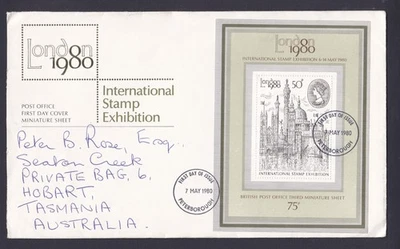 London
1980
International
Stamp
Exhibition
POST OFFICE
FIRST DAY COVER
MINIATURE SHEET
Peter B. Rose, Esq.,
Seaton Creek
PRIVATE BAG. 6.
HOBART,
TASMANIA
AUSTRALIA.
FIRST DAY OF ISSUE
7 MAY 1980
PETERBOROUGH
London
1980
INTERNATIONAL STAMP EXHIBITION 6-14 MAY 1980
London
1980
50p
INTERNATIONAL STAMP EXHIBITION
FIRST DAY OF ISSUE
7 MAY 1980
PETERBOROUGH
BRITISH POST OFFICE THIRD MINIATURE SHEET
75p